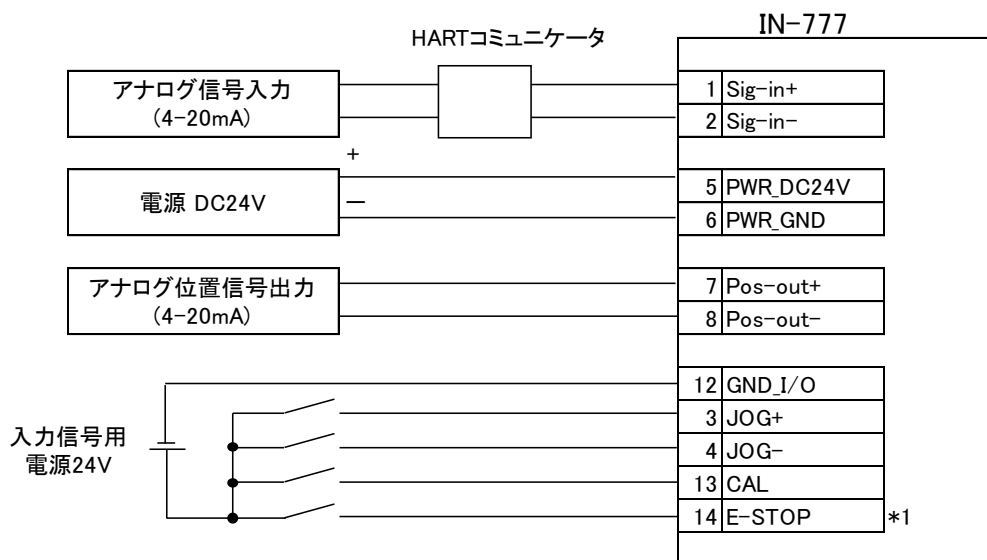 IN-777
HARTコミュニケータ
アナログ信号入力
(4-20mA)
1 Sig-in+
2 Sig-in-
+
電源 DC24V
—
5 PWR_DC24V
6 PWR_GND
アナログ位置信号出力
(4-20mA)
7 Pos-out+
8 Pos-out-
12 GND_I/O
3 JOG+
入力信号用
電源24V
4 JOG-
13 CAL
14 E-STOP *1